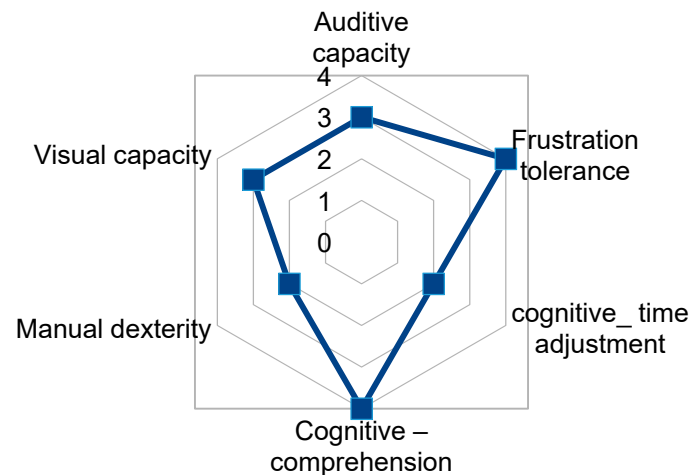 Auditive
capacity
4
3
2
1
0
Frustration
tolerance
cognitive_ time
adjustment
Cognitive –
comprehension
Manual dexterity
Visual capacity